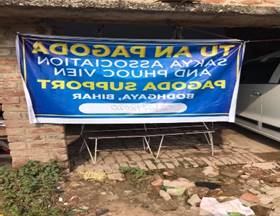 TU AN PAGODA
SAKYA ASSOCIATION
AND PHUOC VIEN
PAGODA SUPPORT
BODHGAYA, BIHAR